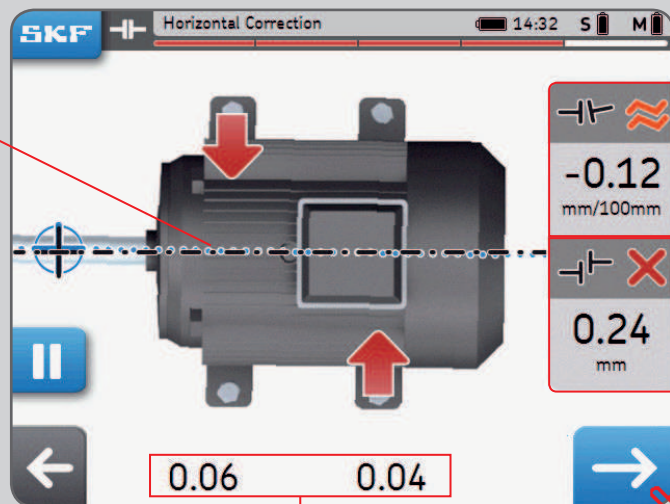 SKF Horizontal Correction 14:32 S M
-0.12
mm/100mm
0.24
mm
0.06 0.04